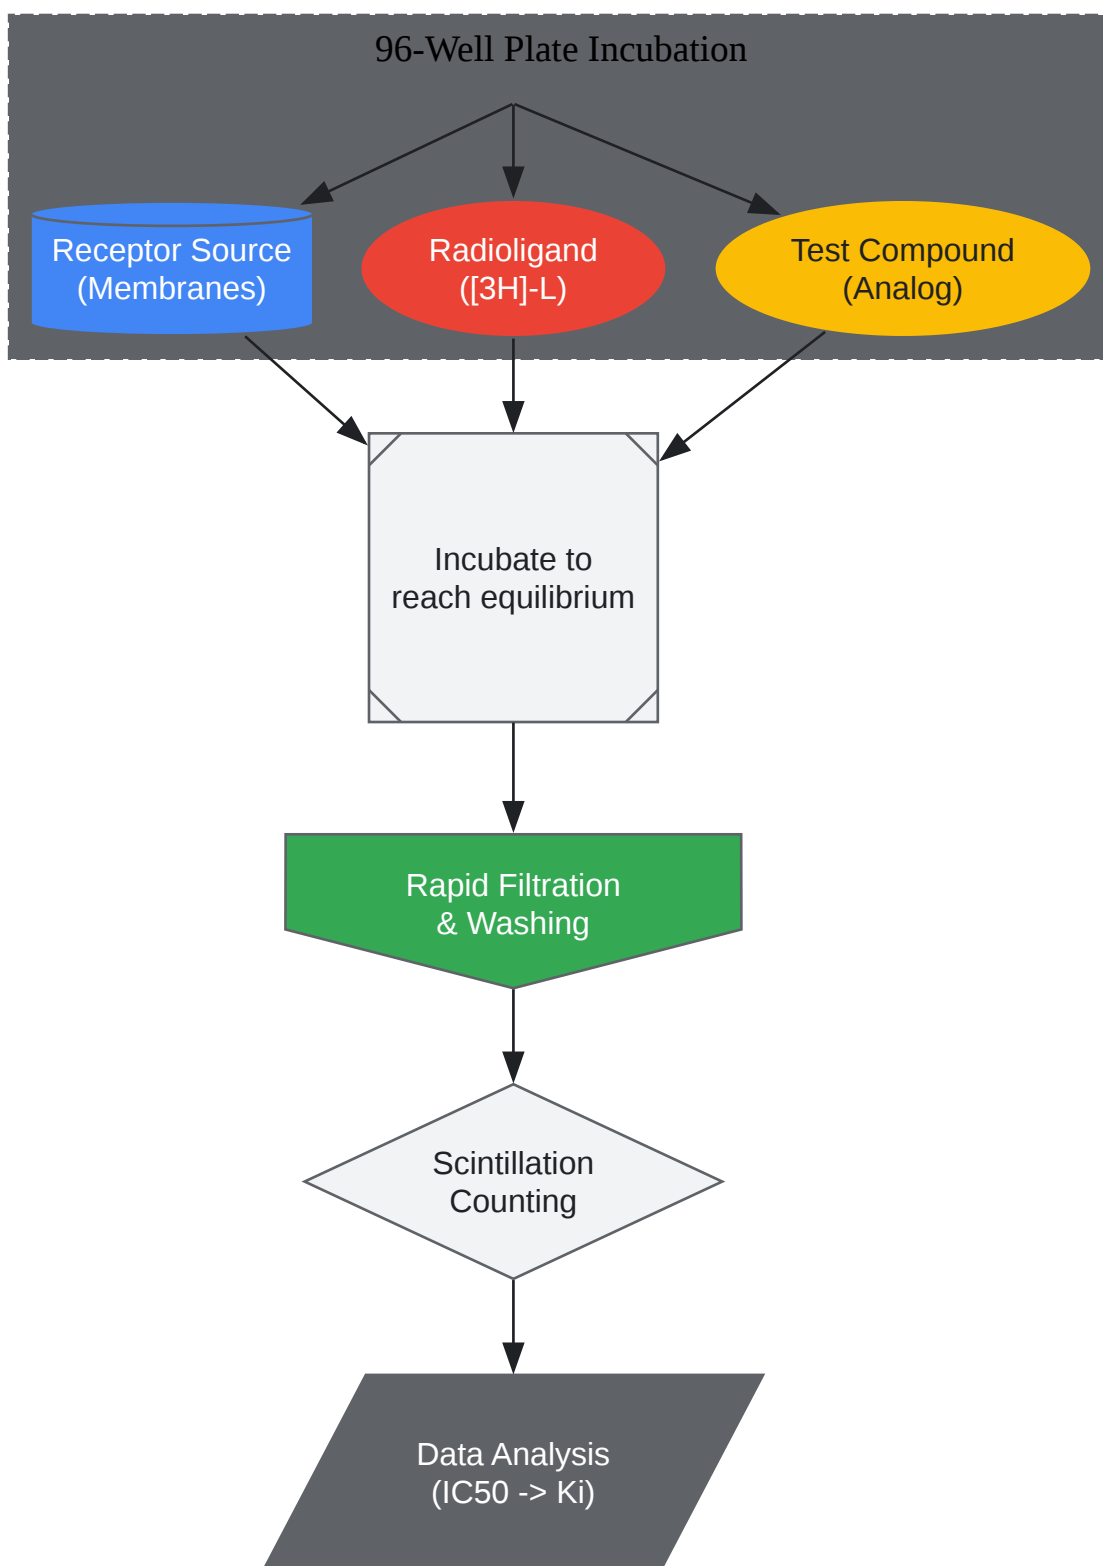 96-Well Plate Incubation
Receptor Source
(Membranes)
Radioligand
([3H]-L)
Test Compound
(Analog)
Incubate to
reach equilibrium
Rapid Filtration
& Washing
Scintillation
Counting
Data Analysis
(IC50 -> Ki)